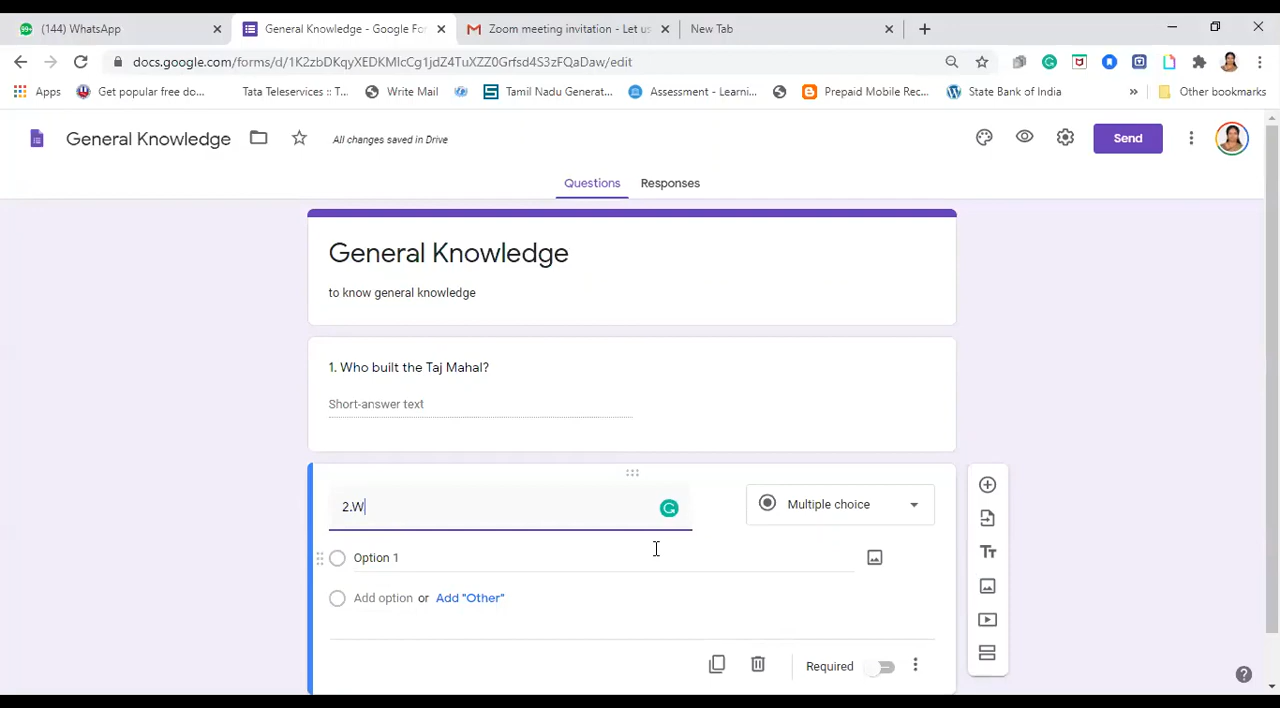 (144) WhatsApp
General Knowledge - Google For
Zoom meeting invitation - Let us
New Tab
docs.google.com/forms/d/1K2zbDKqyXEDKMlcCg1jdZ4TbXZZ0Grfs94S3zFQaDaw/edit
Apps
Get popular free do...
Tata Teleservices :: T...
Write Mail
Tamil Nadu Generat...
Assessment - Learni...
Prepaid Mobile Rec...
State Bank of India
Other bookmarks
General Knowledge
All changes saved in Drive
Send
Questions
Responses
General Knowledge
to know general knowledge
1. Who built the Taj Mahal?
Short-answer text
2.W
Multiple choice
Option 1
Add option or Add "Other"
Required